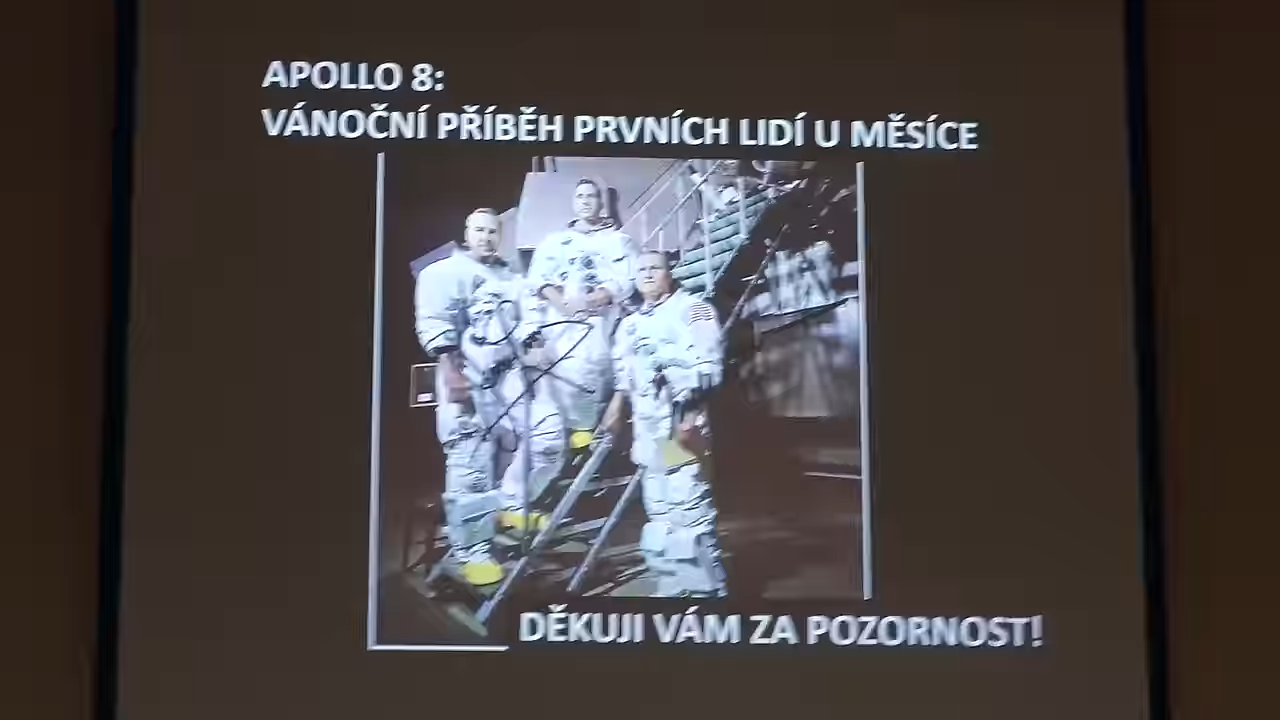 APOLLO 8:
VÁNOČNÍ PŘÍBĚH PRVNÍCH LIDÍ U MĚSÍCE
DĚKUJI VÁM ZA POZORNOST!